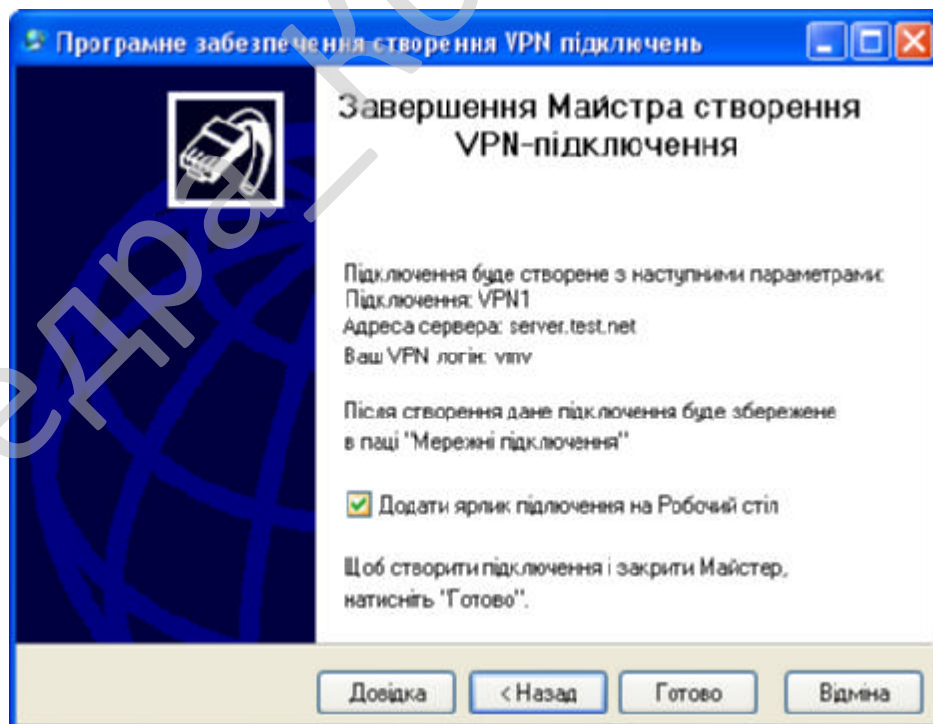 Програмне забезпечення створення VPN підключень
Завершення Майстра створення
VPN-підключення
Підключення буде створене з наступними параметрами:
Підключення: VPN1
Адреса сервера: server.test.net
Ваш VPN логін: vmv
Після створення дане підключення буде збережене
в паці "Мережні підключення"
Додати ярлик підлючення на Робочий стіл
Щоб створити підключення і закрити Майстер,
натисніть "Готово".
Довідка
< Назад
Готово
Відміна